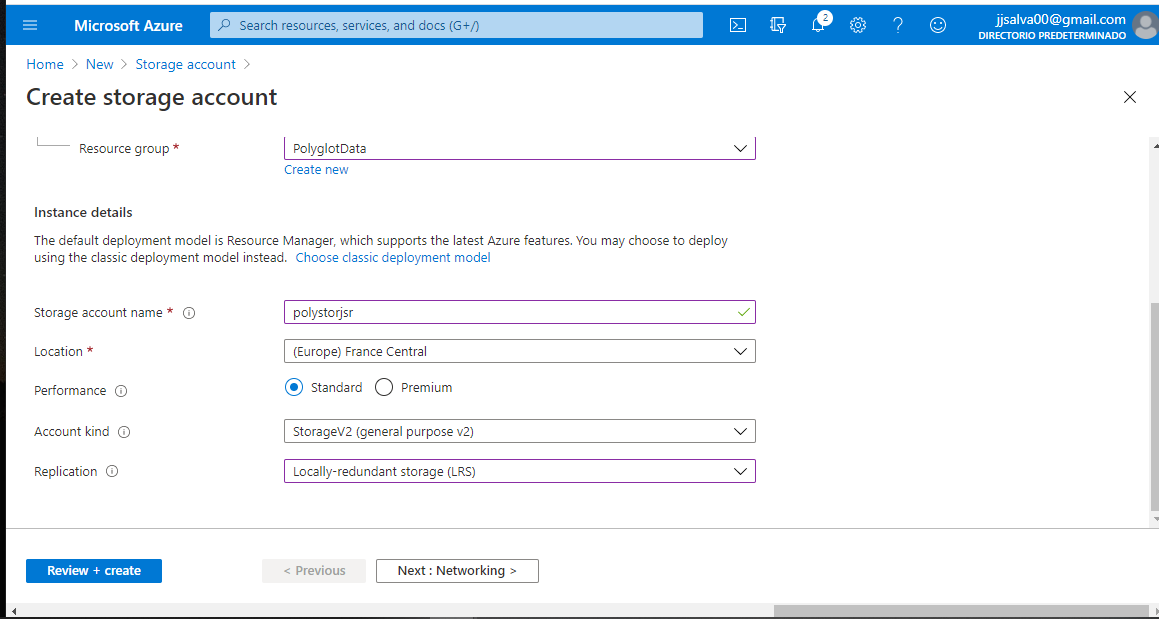 Microsoft Azure
Search resources, services, and docs (G+/)
2
jjsalva00@gmail.com
DIRECTORIO PREDETERMINADO
Home > New > Storage account >
Create storage account
Resource group *
PolyglotData
Create new
Instance details
The default deployment model is Resource Manager, which supports the latest Azure features. You may choose to deploy
using the classic deployment model instead. Choose classic deployment model
Storage account name *
polystorjsr
Location *
(Europe) France Central
Performance
Standard
Premium
Account kind
StorageV2 (general purpose v2)
Replication
Locally-redundant storage (LRS)
Review + create
< Previous
Next : Networking >